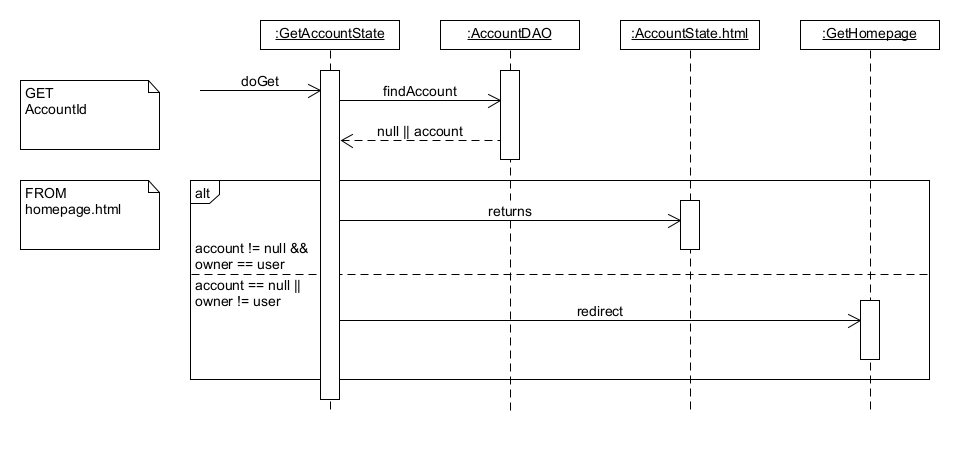 :GetAccountState
:AccountDAO
:AccountState.html
:GetHomepage
GET
AccountId
doGet
findAccount
null || account
FROM
homepage.html
alt
returns
account != null &&
owner == user
account == null ||
owner != user
redirect